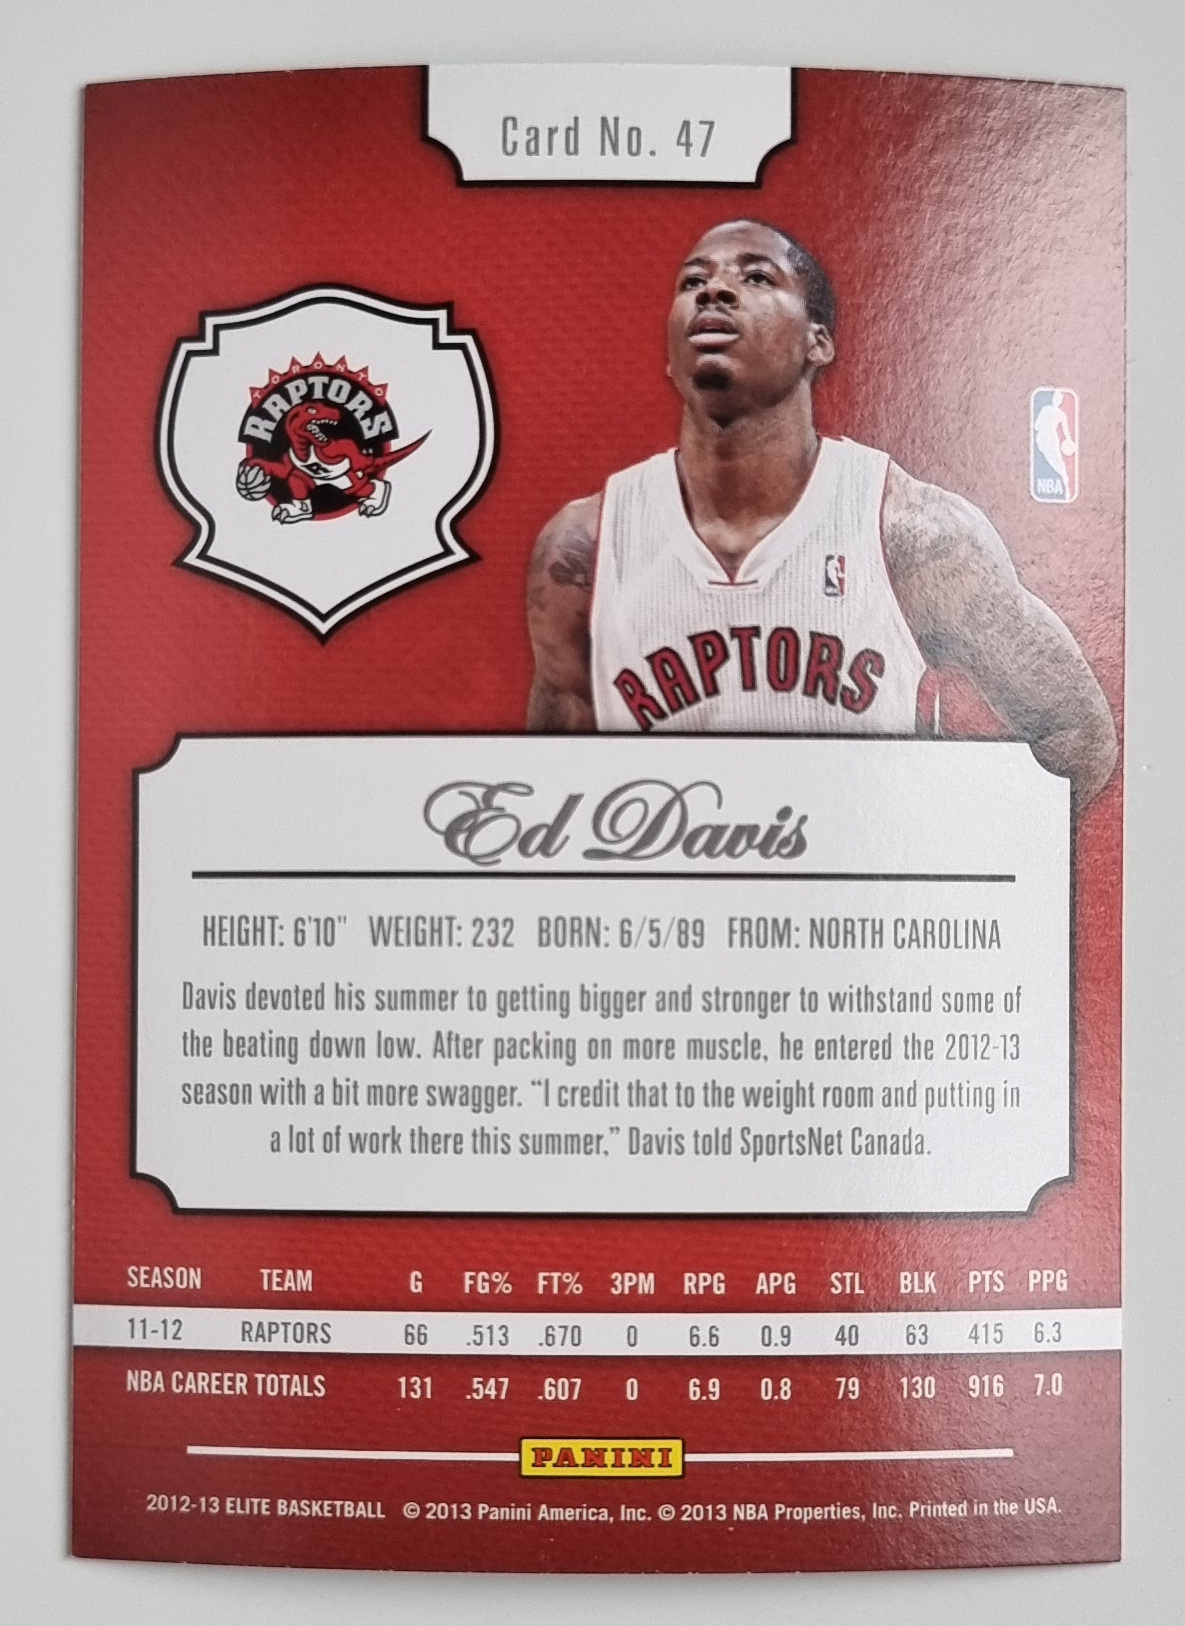 Card No. 47
TORONTO
RAPTORS
NBA
RAPTORS
Ed Davis
HEIGHT: 6'10" WEIGHT: 232 BORN: 6/5/89 FROM: NORTH CAROLINA
Davis devoted his summer to getting bigger and stronger to withstand some of
the beating down low. After packing on more muscle, he entered the 2012-13
season with a bit more swagger. “I credit that to the weight room and putting in
a lot of work there this summer,” Davis told SportsNet Canada.
SEASON TEAM G FG% FT% 3PM RPG APG STL BLK PTS PPG
11-12 RAPTORS 66 .513 .670 0 6.6 0.9 40 63 415 6.3
NBA CAREER TOTALS 131 .547 .607 0 6.9 0.8 79 130 916 7.0
PANINI
2012-13 ELITE BASKETBALL © 2013 Panini America, Inc. © 2013 NBA Properties, Inc. Printed in the USA.